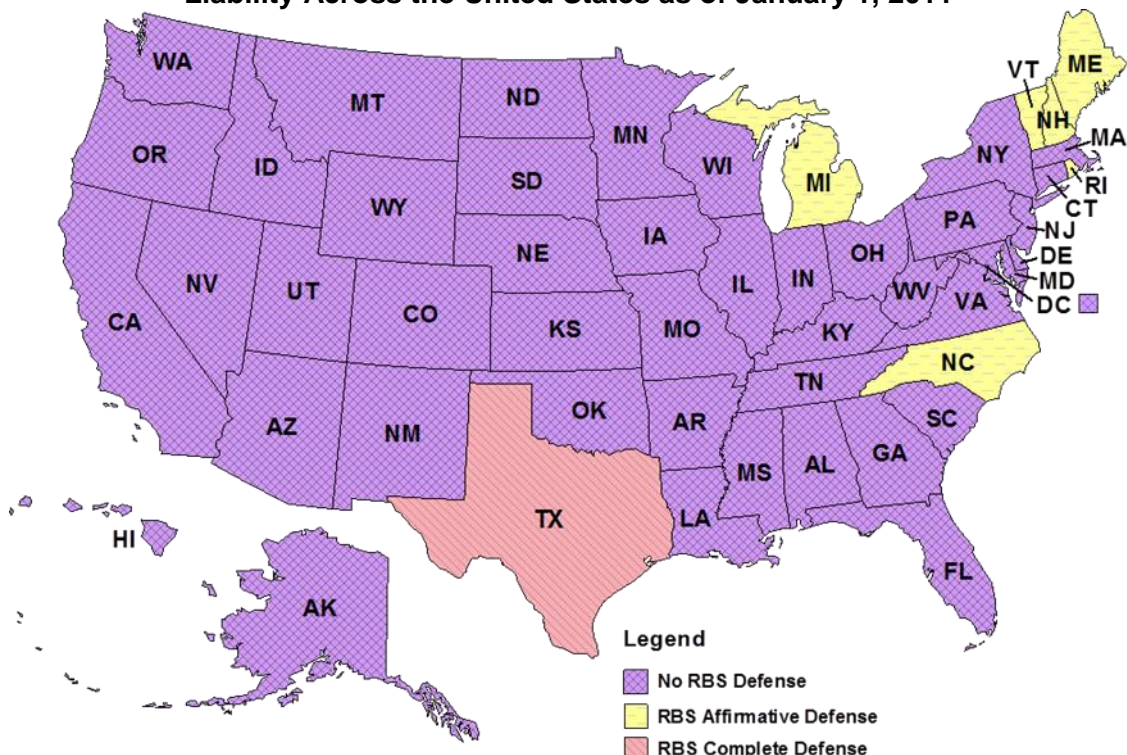 Liability Across the United States as of January 1,
WA
MT
ND
MN
VT
ME
NH
OR
ID
SD
WI
MI
NY
MA
WY
RI
CT
IA
PA
NJ
NE
OH
DE
NV
UT
IL
IN
MD
WV
VA
DC
CA
CO
KS
MO
KY
NC
TN
OK
AZ
NM
AR
SC
MS
AL
GA
TX
LA
HI
FL
AK
Legend
No RBS Defense
RBS Affirmative Defense
RBS Complete Defense